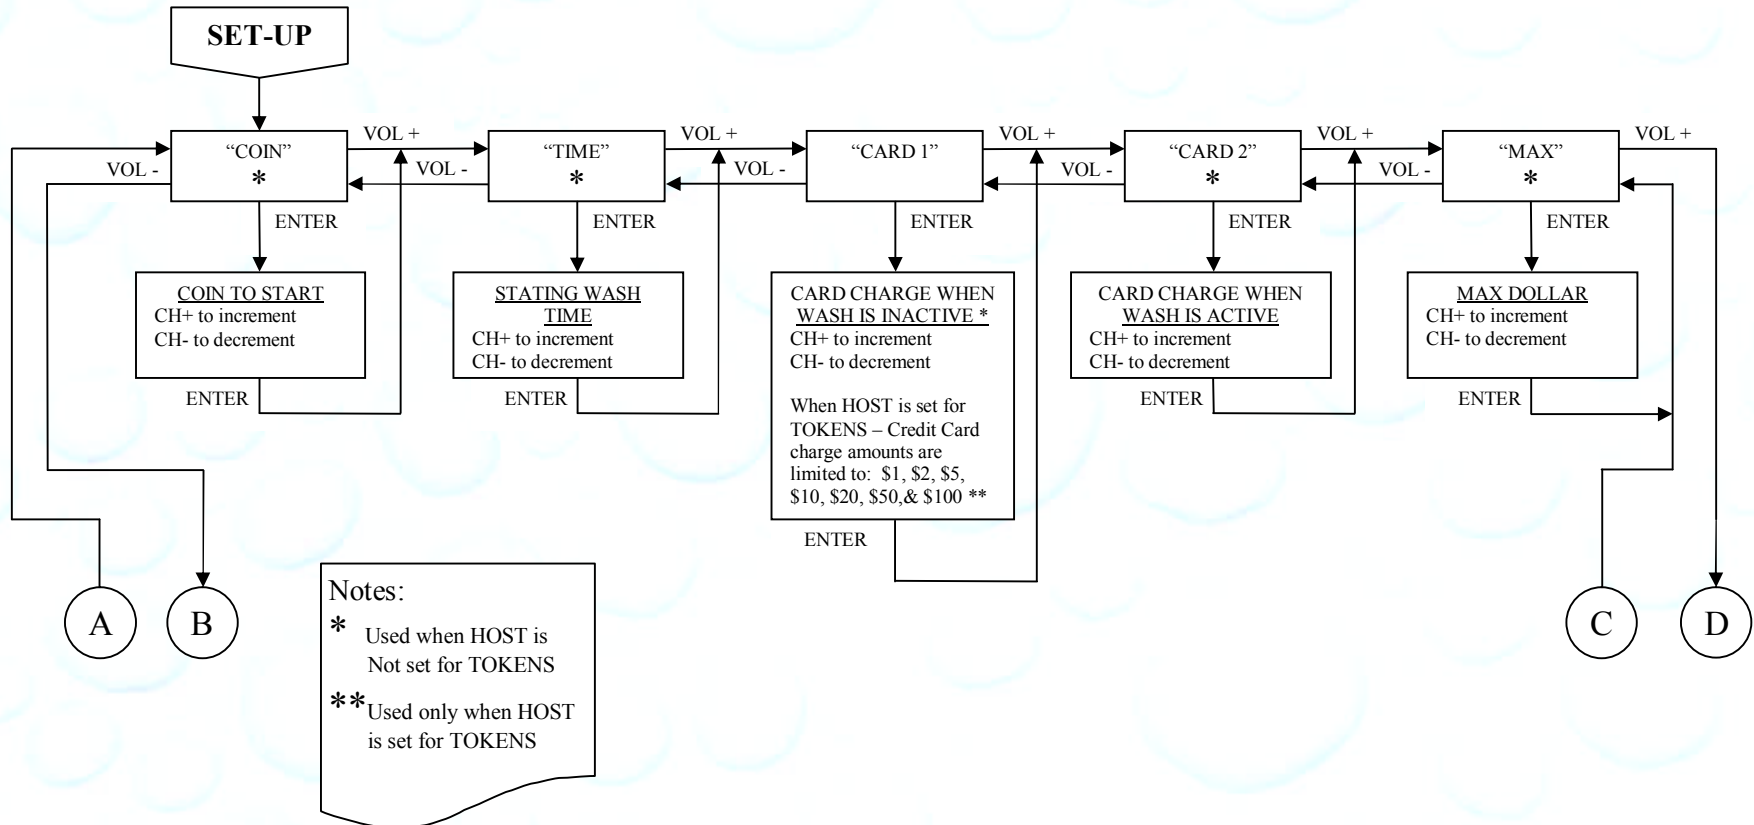 SET-UP
VOL +
VOL +
VOL +
VOL +
VOL +
“COIN”
*
“TIME”
*
“CARD 1”
“CARD 2”
*
“MAX”
*
VOL -
VOL -
VOL -
VOL -
VOL -
ENTER
ENTER
ENTER
ENTER
ENTER
COIN TO START
CH+ to increment
CH- to decrement
STATING WASH
TIME
CH+ to increment
CH- to decrement
CARD CHARGE WHEN
WASH IS INACTIVE *
CH+ to increment
CH- to decrement
When HOST is set for
TOKENS – Credit Card
charge amounts are
limited to: $1, $2, $5,
$10, $20, $50,& $100 **
CARD CHARGE WHEN
WASH IS ACTIVE
CH+ to increment
CH- to decrement
MAX DOLLAR
CH+ to increment
CH- to decrement
ENTER
ENTER
ENTER
ENTER
ENTER
A
B
C
D
Notes:
* Used when HOST is
Not set for TOKENS
** Used only when HOST
is set for TOKENS